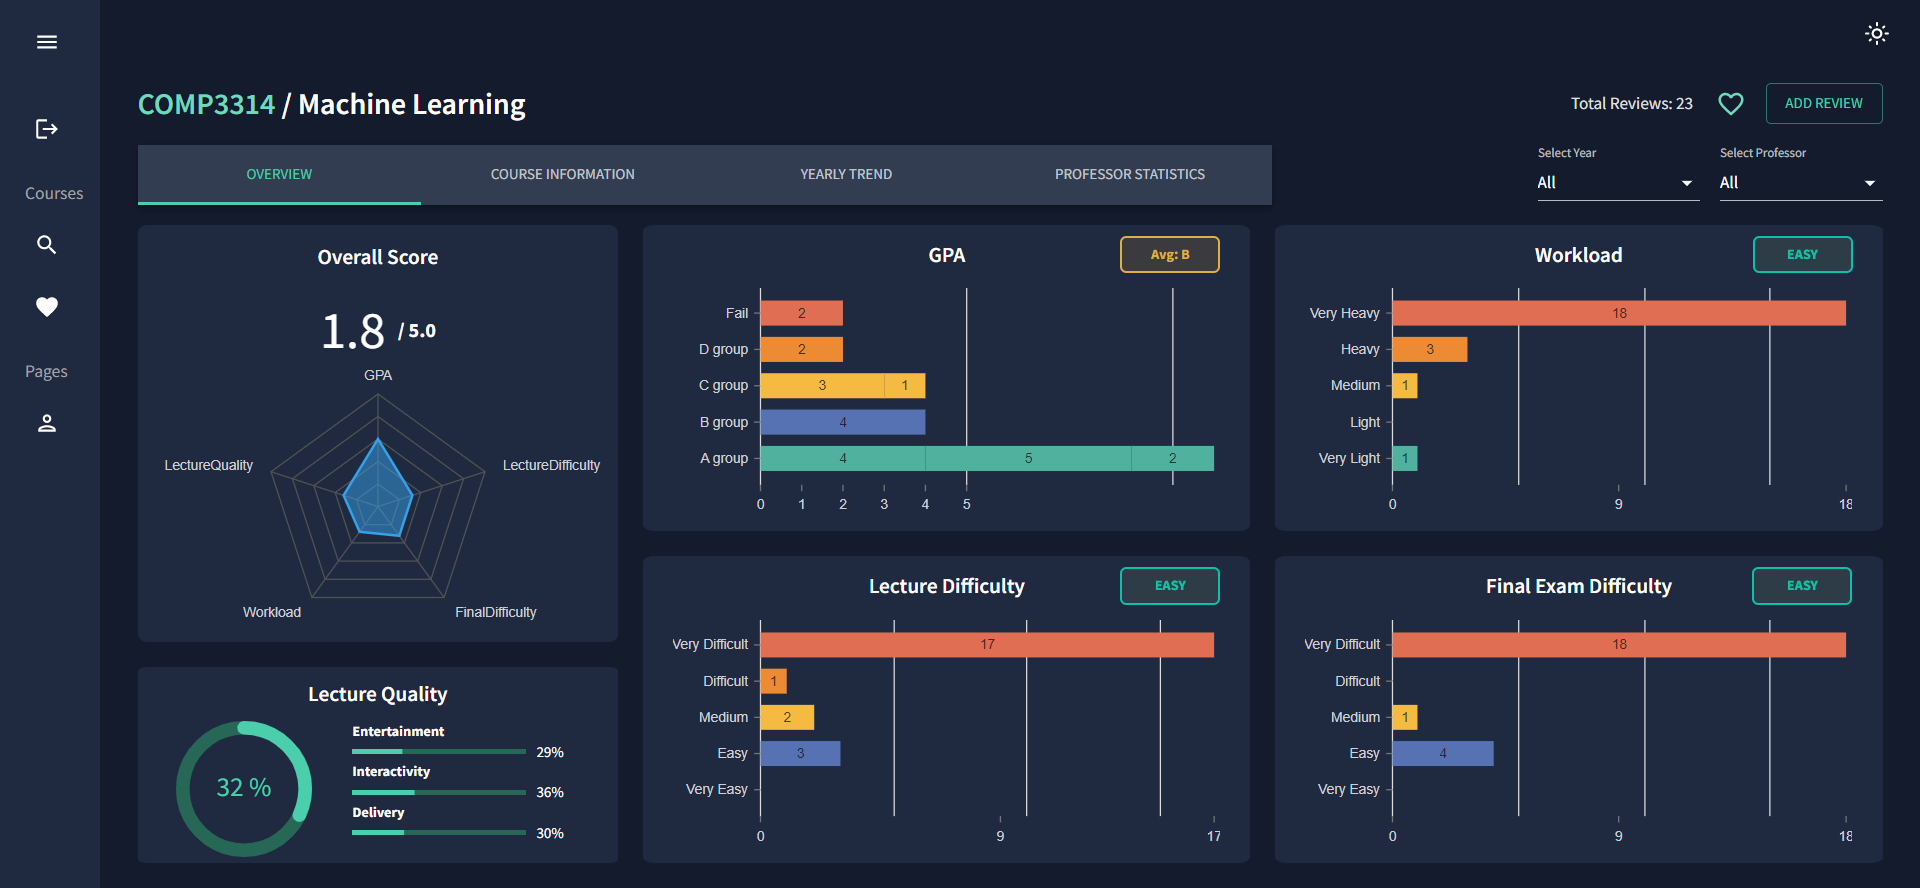 COMP3314 / Machine Learning
Total Reviews: 23
ADD REVIEW
Courses
Pages
OVERVIEW
COURSE INFORMATION
YEARLY TREND
PROFESSOR STATISTICS
Select Year
All
Select Professor
All
Overall Score
1.8 / 5.0
GPA
LectureQuality
LectureDifficulty
Workload
FinalDifficulty
Lecture Quality
32 %
Entertainment
29%
Interactivity
36%
Delivery
30%
GPA
Avg: B
Fail 2
D group 2
C group 3 1
B group 4
A group 4 5 2
0 1 2 3 4 5
Workload
EASY
Very Heavy 18
Heavy 3
Medium 1
Light
Very Light 1
0 9 18
Lecture Difficulty
EASY
Very Difficult 17
Difficult 1
Medium 2
Easy 3
Very Easy
0 9 17
Final Exam Difficulty
EASY
Very Difficult 18
Difficult
Medium 1
Easy 4
Very Easy
0 9 18